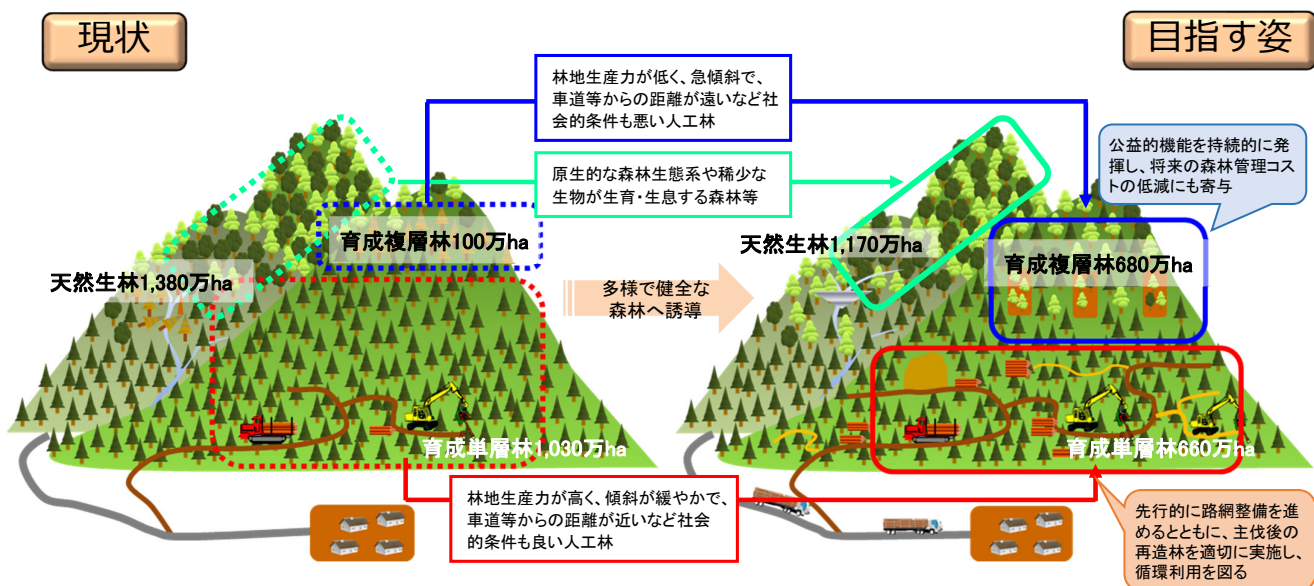 現状
目指す姿
林地生産力が低く、急傾斜で、
車道等からの距離が遠いなど社
会的条件も悪い人工林
公益的機能を持続的に発
揮し、将来の森林管理コス
トの低減にも寄与
原生的な森林生態系や稀少な
生物が生育・生息する森林等
育成複層林100万ha
天然生林1,380万ha
多様で健全な
森林へ誘導
天然生林1,170万ha
育成複層林680万ha
育成単層林1,030万ha
育成単層林660万ha
林地生産力が高く、傾斜が緩やかで、
車道等からの距離が近いなど社会
的条件も良い人工林
先行的に路網整備を進
めるとともに、主伐後の
再造林を適切に実施し、
循環利用を図る